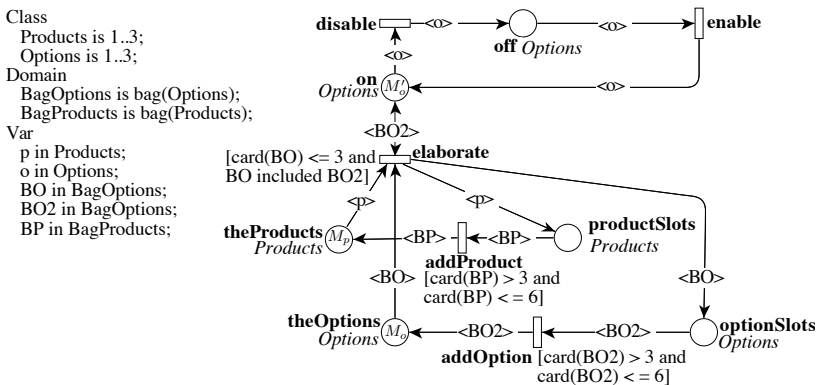 Class
Products is 1..3;
Options is 1..3;
Domain
BagOptions is bag(Options);
BagProducts is bag(Products);
Var
p in Products;
o in Options;
BO in BagOptions;
BO2 in BagOptions;
BP in BagProducts;
disable
<o>
<o>
enable
off Options
<o>
on
Options
M'o
<o>
<BO2>
elaborate
[card(BO) <= 3 and
BO included BO2]
<p>
<p>
theProducts
Products
Mp
<BP>
<BP>
productSlots
Products
addProduct
[card(BP) > 3 and
card(BP) <= 6]
<BO>
<BO>
theOptions
Options
Mo
<BO2>
<BO2>
optionSlots
Options
addOption [card(BO2) > 3 and
card(BO2) < = 6]